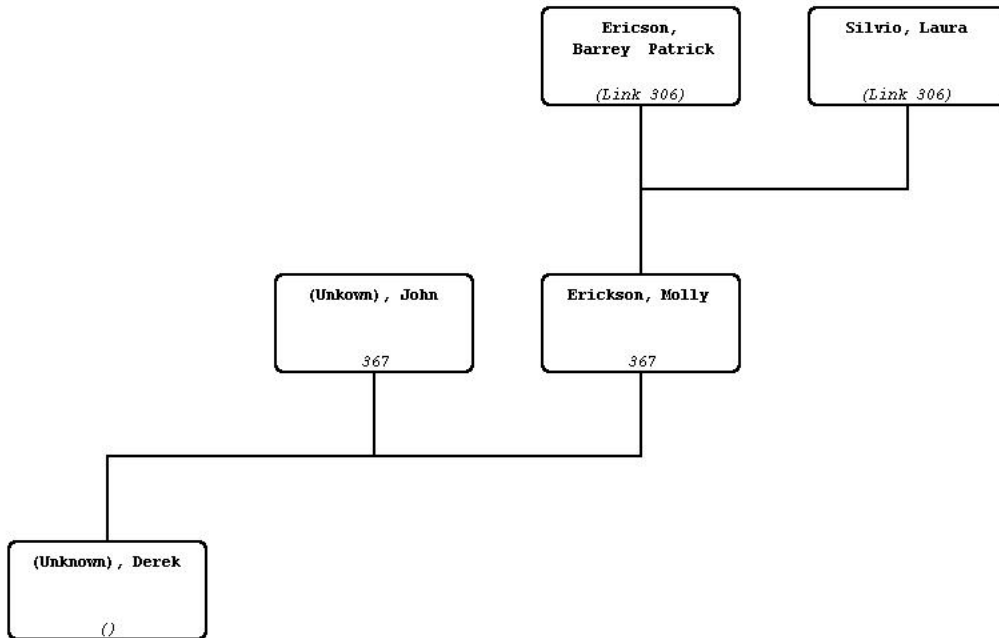 Ericson,
Barrey Patrick
(Link 306)
Silvio, Laura
(Link 306)
(Unkown), John
367
Erickson, Molly
367
(Unknown), Derek
()